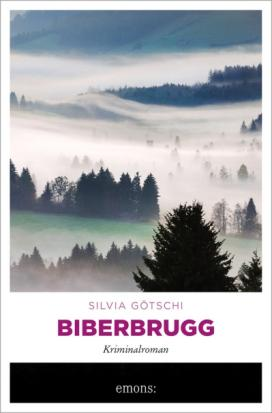 SILVIA GÖTSCHI
BIBERBRUGG
Kriminalroman
emons: